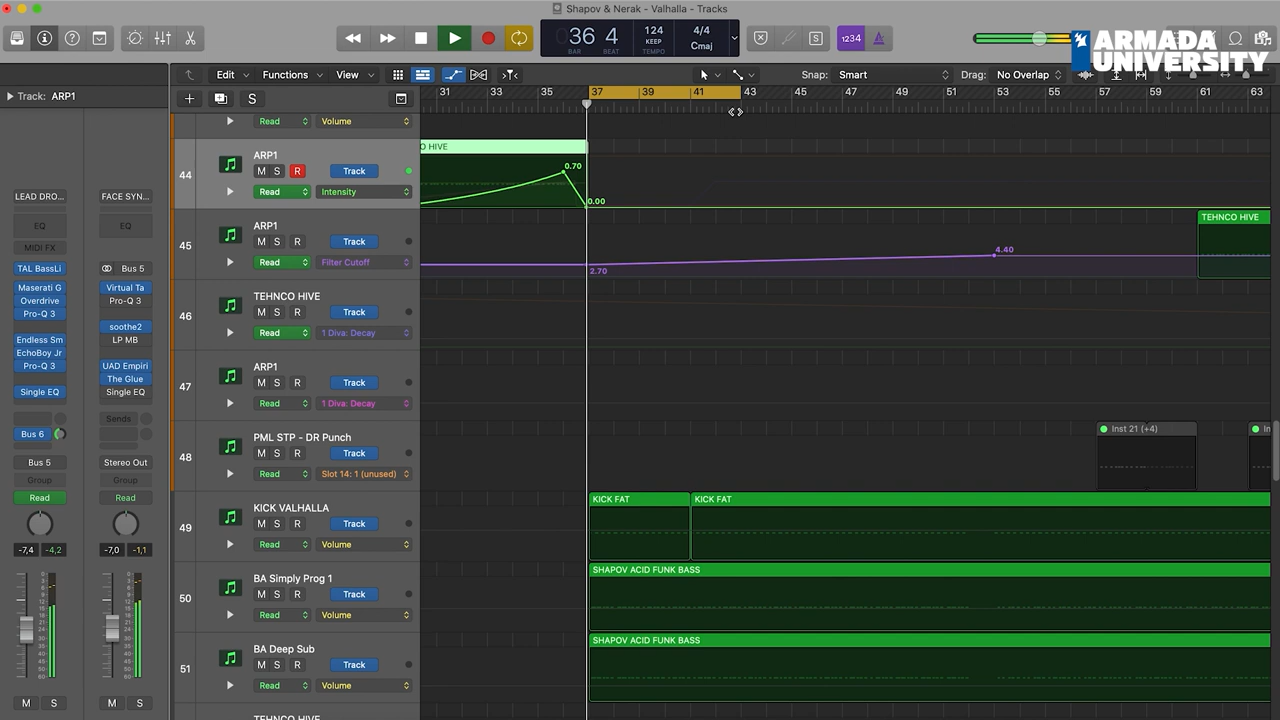 Shapov & Nerak - Valhalla - Tracks
36 4
BAR BEAT
124
KEEP
TEMPO
4/4
Cmaj
1234
ARMADA
UNIVERSITY
Track: ARP1
Edit Functions View
Snap: Smart
Drag: No Overlap
S
31 33 35 37 39 41 43 45 47 49 51 53 55 57 59 61 63
Read Volume
44
ARP1
M S R Track
Read Intensity
O HIVE
0.70
0.00
45
ARP1
M S R Track
Read Filter Cutoff
2.70
4.40
TEHNCO HIVE
46
TEHNCO HIVE
M S R Track
Read 1 Diva: Decay
47
ARP1
M S R Track
Read 1 Diva: Decay
48
PML STP - DR Punch
M S R Track
Read Slot 14: 1 (unused)
Inst 21 (+4)
In
49
KICK VALHALLA
M S R Track
Read Volume
KICK FAT
KICK FAT
50
BA Simply Prog 1
M S R Track
Read Volume
SHAPOV ACID FUNK BASS
51
BA Deep Sub
M S R Track
Read Volume
SHAPOV ACID FUNK BASS
LEAD DRO...
EQ
MIDI FX
TAL BassLi
Maserati G
Overdrive
Pro-Q 3
Endless Sm
EchoBoy Jr
Pro-Q 3
Single EQ
Bus 6
Bus 5
Group
Read
-7,4 -4,2
M S
FACE SYN...
EQ
Bus 5
Virtual Ta
Pro-Q 3
soothe2
LP MB
UAD Empiri
The Glue
Single EQ
Sends
Stereo Out
Group
Read
-7,0 -1,1
M S